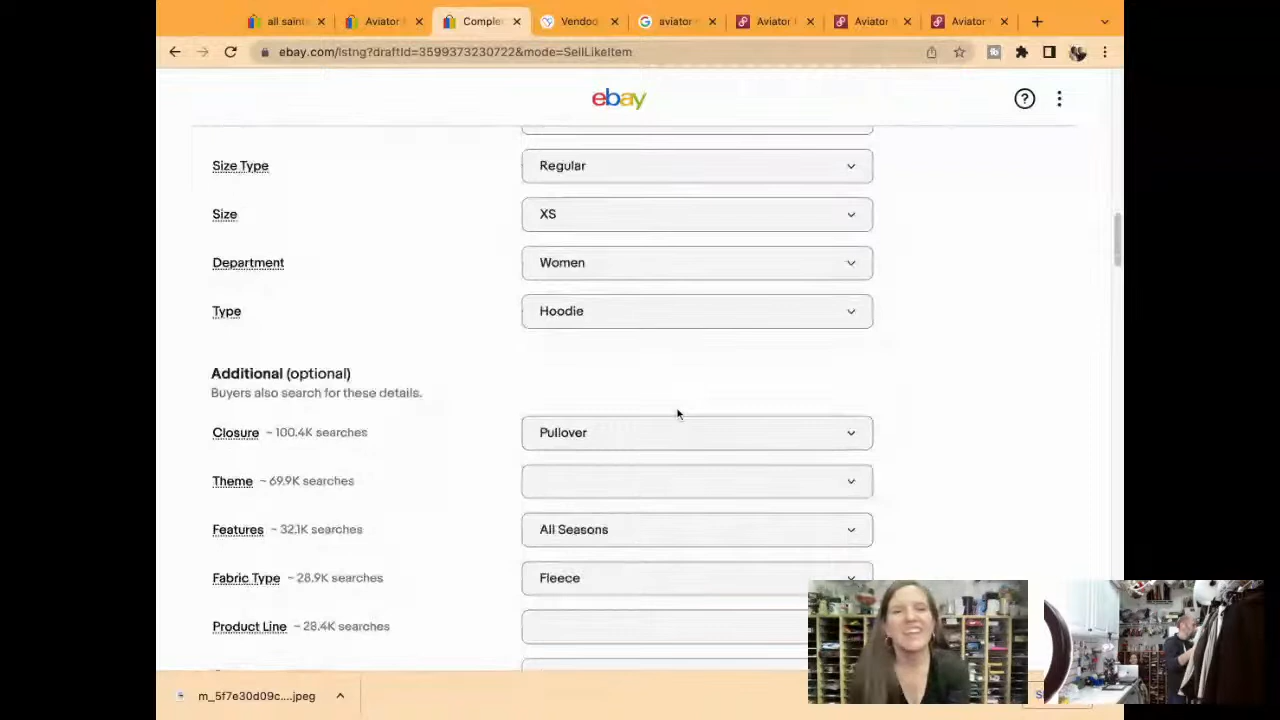 all saint
Aviator
Comple
Vendoo
aviator
Aviator
Aviator
Aviator
ebay.com/lstng?draftId=3599373230722&mode=SellLikeItem
ebay
Size Type Regular
Size XS
Department Women
Type Hoodie
Additional (optional)
Buyers also search for these details.
Closure ~ 100.4K searches Pullover
Theme ~ 69.9K searches
Features ~ 32.1K searches All Seasons
Fabric Type ~ 28.9K searches Fleece
Product Line ~ 28.4K searches
m_5f7e30d09c....jpeg